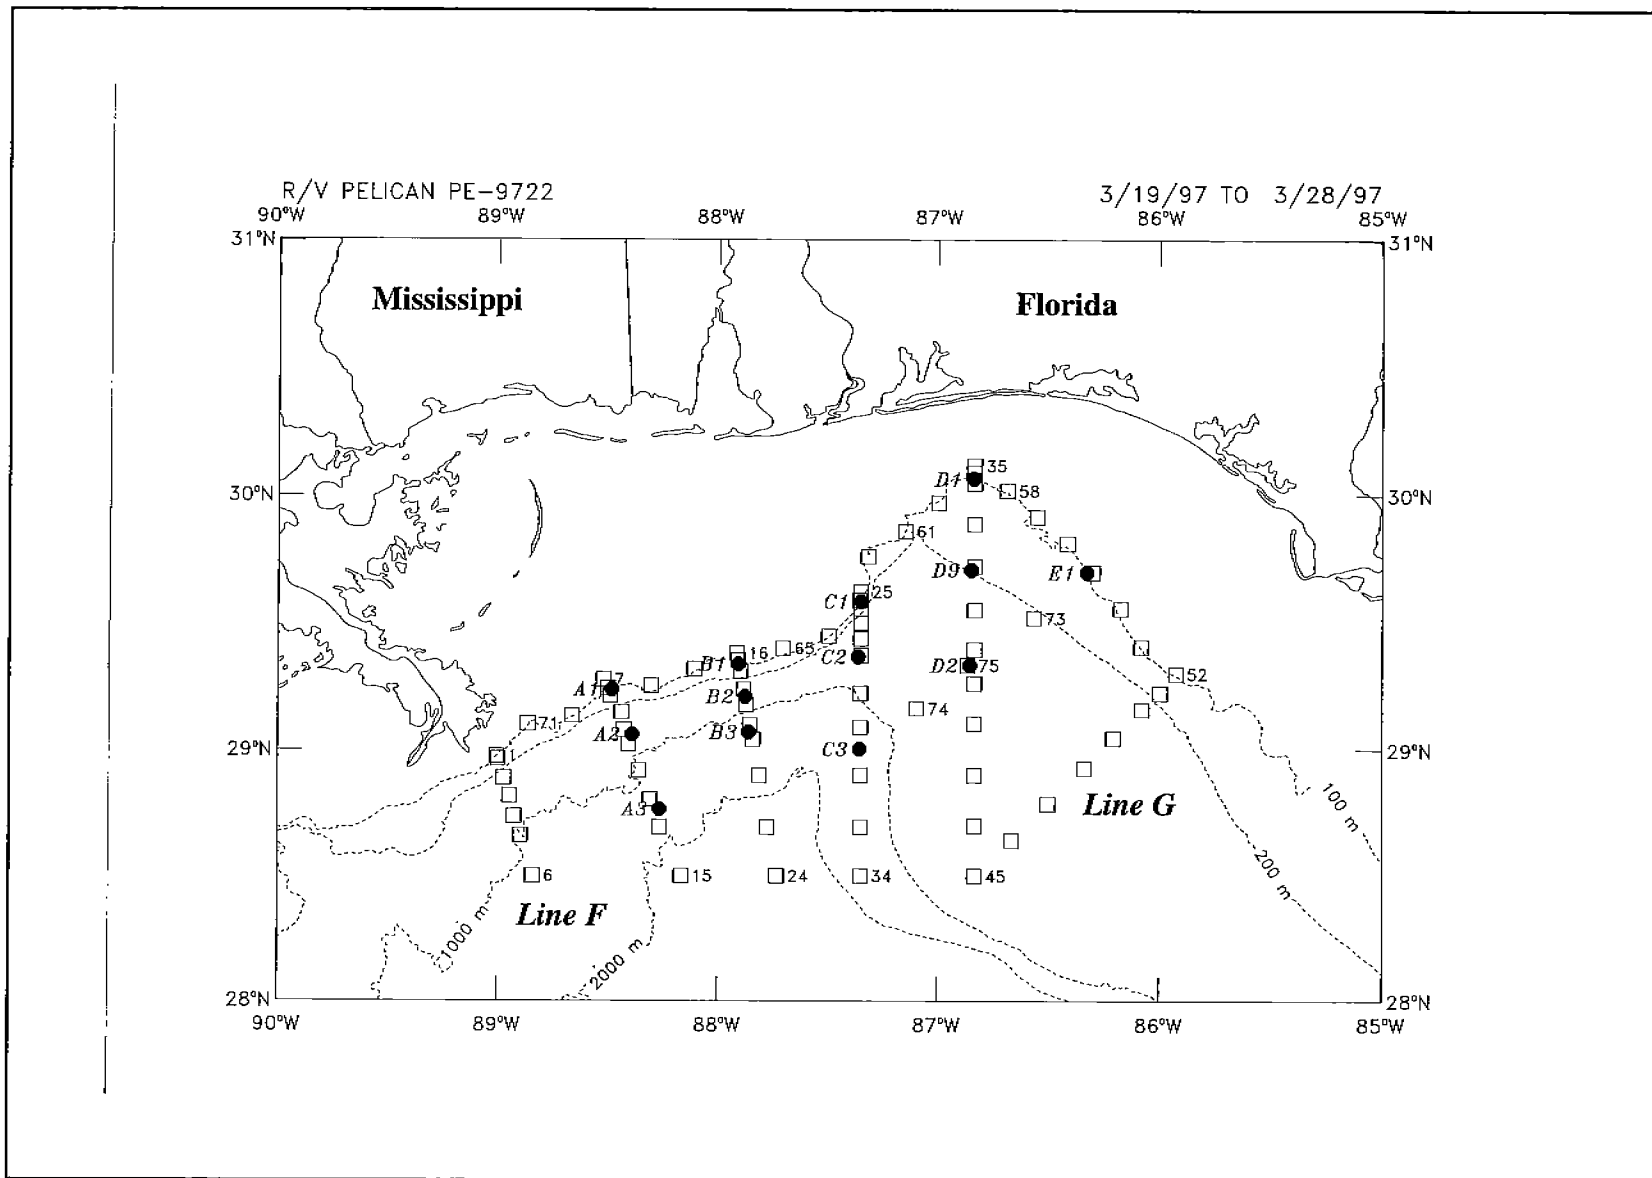 R/V PELICAN PE-9722
3/19/97 TO 3/28/97
90°W 89°W 88°W 87°W 86°W 85°W
31°N
31°N
Mississippi
Florida
D1 35
58
30°N
30°N
61
D9
E1
C1 25
73
65
B1 16
C2
D2 75
52
A1 7
B2
74
71
A2
B3
C3
1
29°N
29°N
A3
Line G
100 m
200 m
6
15
24
34
45
Line F
1000 m
2000 m
28°N
28°N
90°W 89°W 88°W 87°W 86°W 85°W